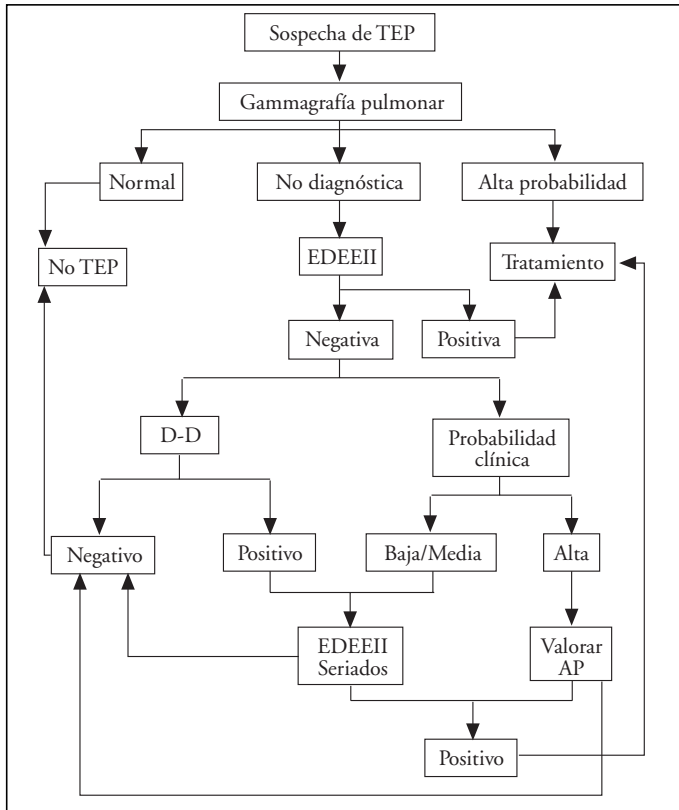 Sospecha de TEP
Gammagrafía pulmonar
Normal
No diagnóstica
Alta probabilidad
No TEP
EDEEII
Tratamiento
Negativa
Positiva
D-D
Probabilidad
clínica
Negativo
Positivo
Baja/Media
Alta
EDEEII
Seriados
Valorar
AP
Positivo